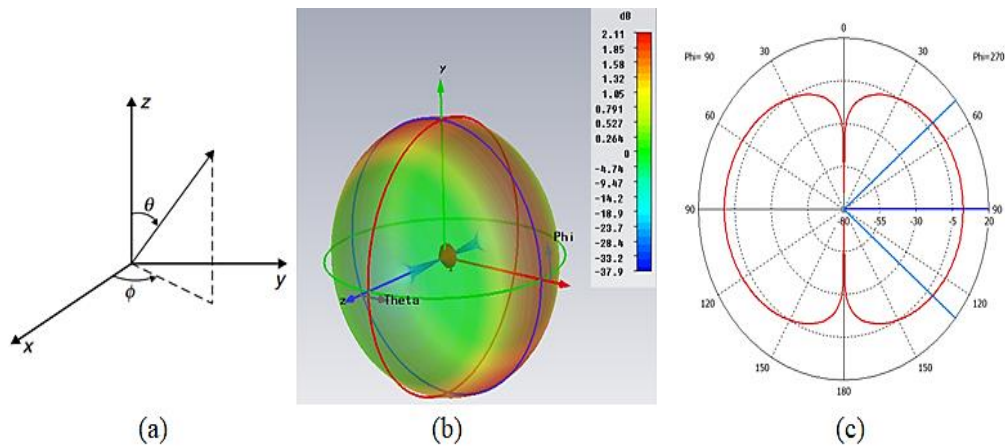 z
θ
y
ϕ
x
(a)
y
Phi
z
Theta
dB
2.11
1.85
1.58
1.32
1.05
0.791
0.527
0.264
0
-4.74
-9.47
-14.2
-18.9
-23.7
-28.4
-33.2
-37.9
(b)
0
Phi= 90
30
30
Phi=270
60
60
90
-80
-55
-30
-5
20
90
120
120
150
150
180
(c)